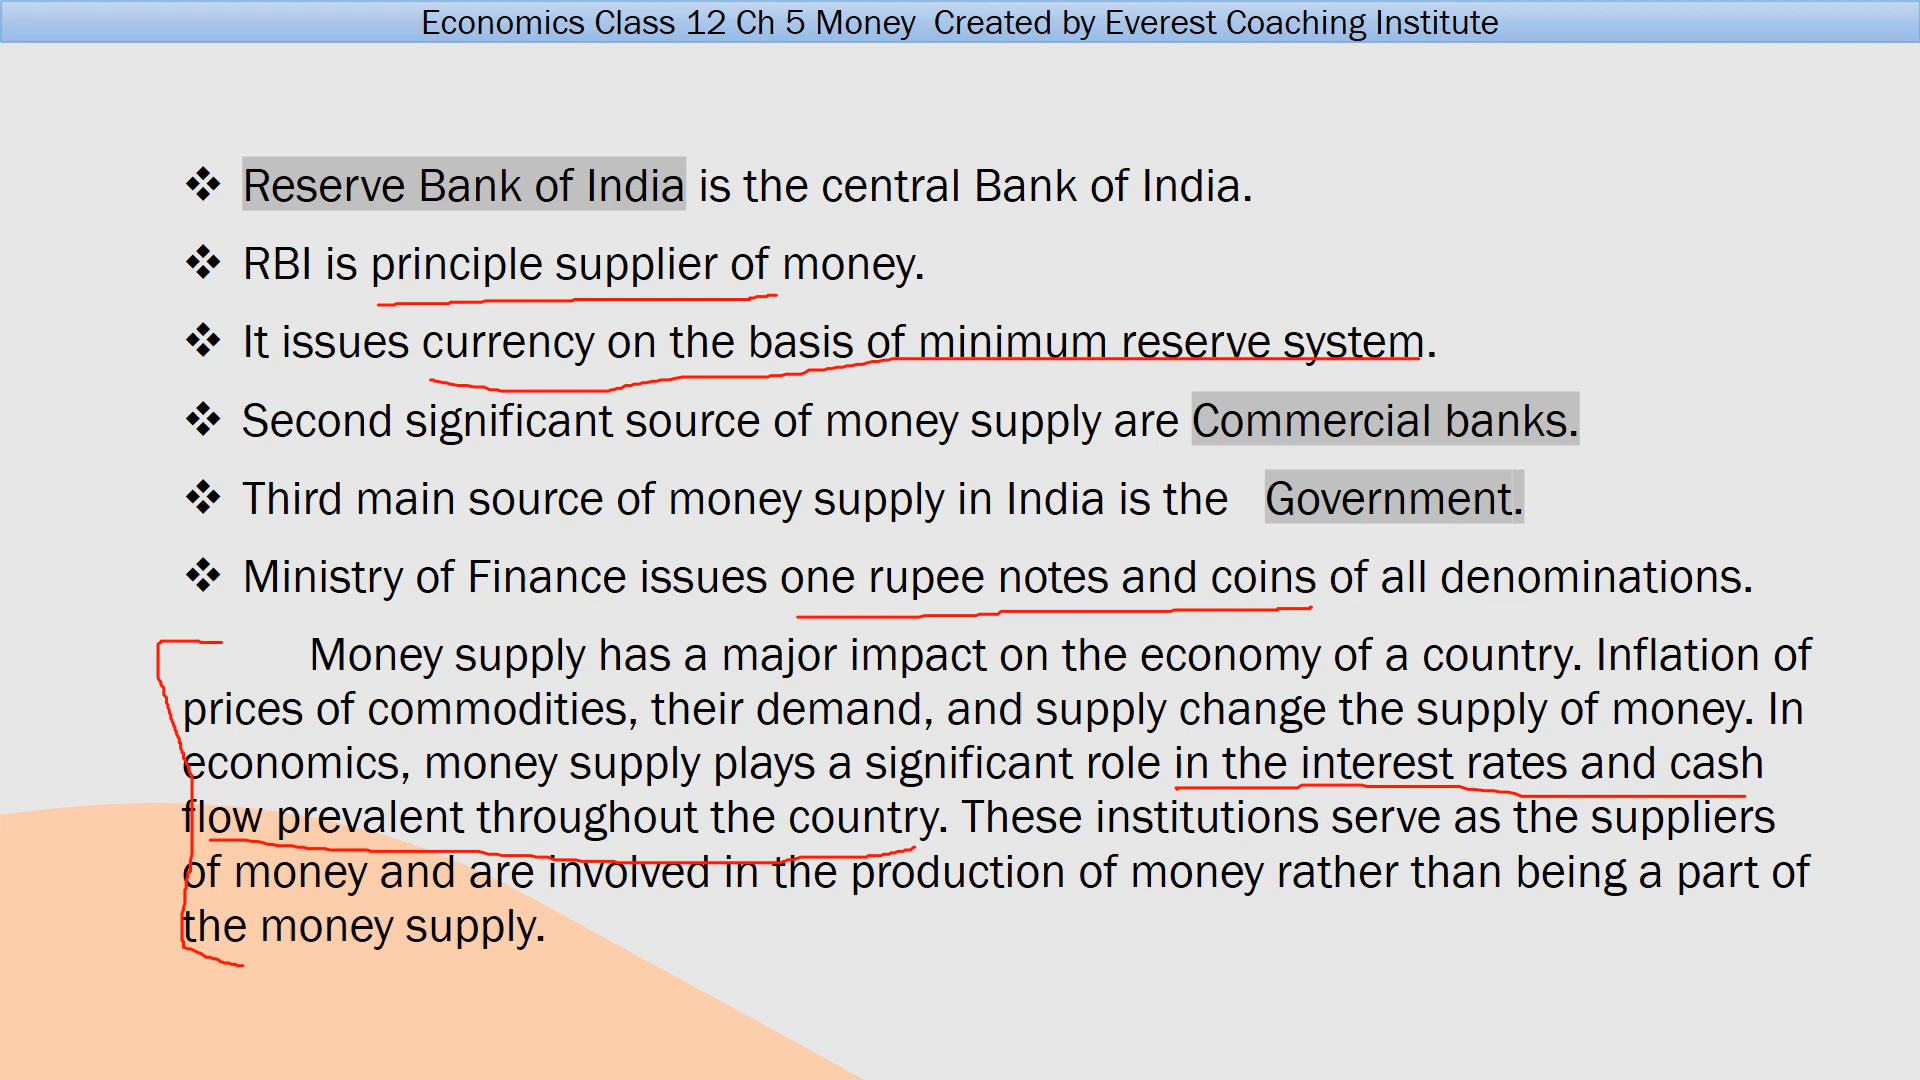 Economics Class 12 Ch 5 Money Created by Everest Coaching Institute
❖ Reserve Bank of India is the central Bank of India.
❖ RBI is principle supplier of money.
❖ It issues currency on the basis of minimum reserve system.
❖ Second significant source of money supply are Commercial banks.
❖ Third main source of money supply in India is the Government.
❖ Ministry of Finance issues one rupee notes and coins of all denominations.
Money supply has a major impact on the economy of a country. Inflation of
prices of commodities, their demand, and supply change the supply of money. In
economics, money supply plays a significant role in the interest rates and cash
flow prevalent throughout the country. These institutions serve as the suppliers
of money and are involved in the production of money rather than being a part of
the money supply.